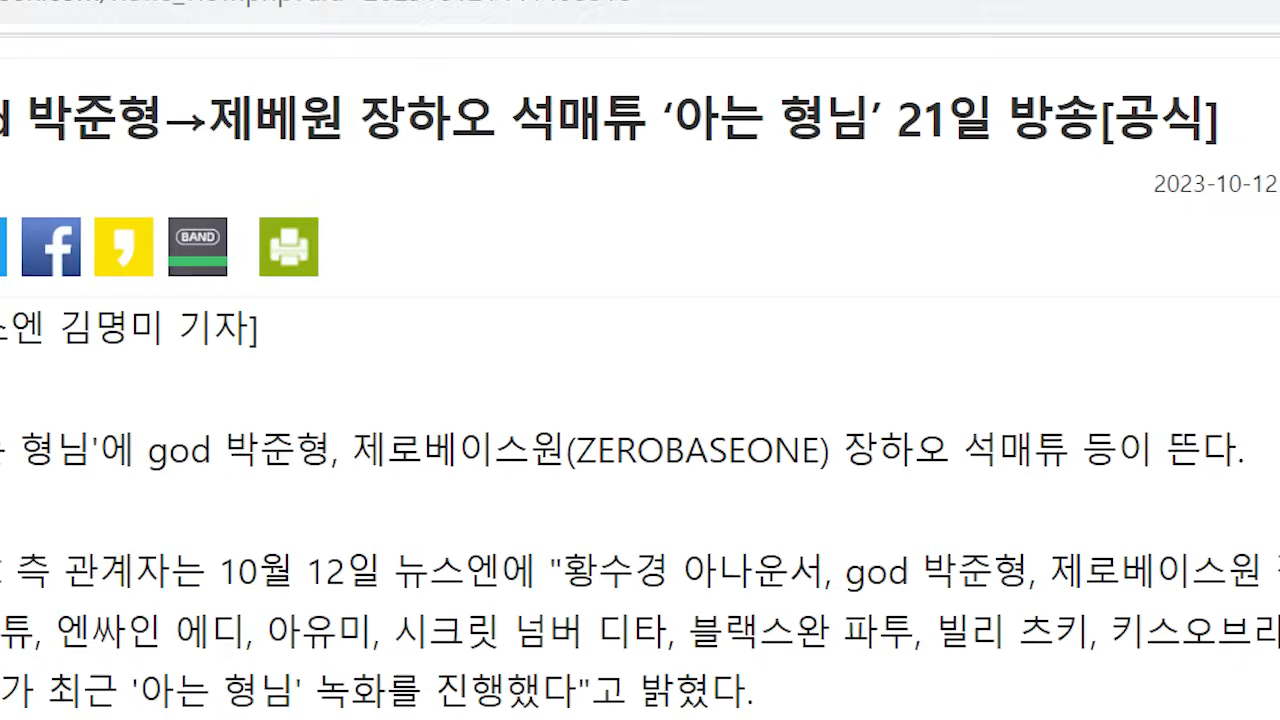 박준형→제베원 장하오 석매튜 ‘아는 형님’ 21일 방송[공식]
2023-10-12
BAND
김명미 기자]
형님'에 god 박준형, 제로베이스원(ZEROBASEONE) 장하오 석매튜 등이 뜬다.
측 관계자는 10월 12일 뉴스엔에 "황수경 아나운서, god 박준형, 제로베이스원
튜, 엔싸인 에디, 아유미, 시크릿 넘버 디타, 블랙스완 파투, 빌리 츠키, 키스오브라
가 최근 '아는 형님' 녹화를 진행했다"고 밝혔다.